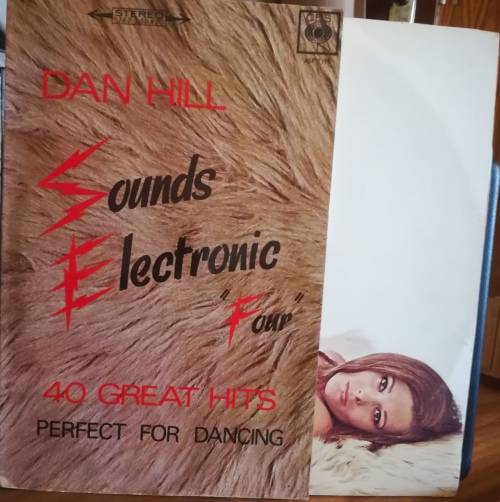 STEREO
CBS
DAN HILL
Sounds
Electronic
"Four"
40 GREAT HITS
PERFECT FOR DANCING